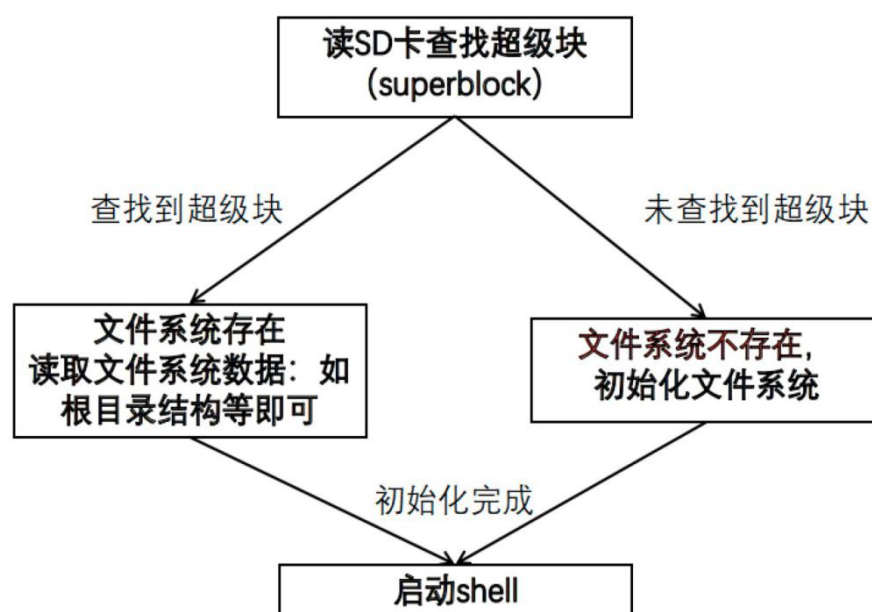 读SD卡查找超级块
（superblock）
查找到超级块
未查找到超级块
文件系统存在
读取文件系统数据：如
根目录结构等即可
文件系统不存在，
初始化文件系统
初始化完成
启动shell